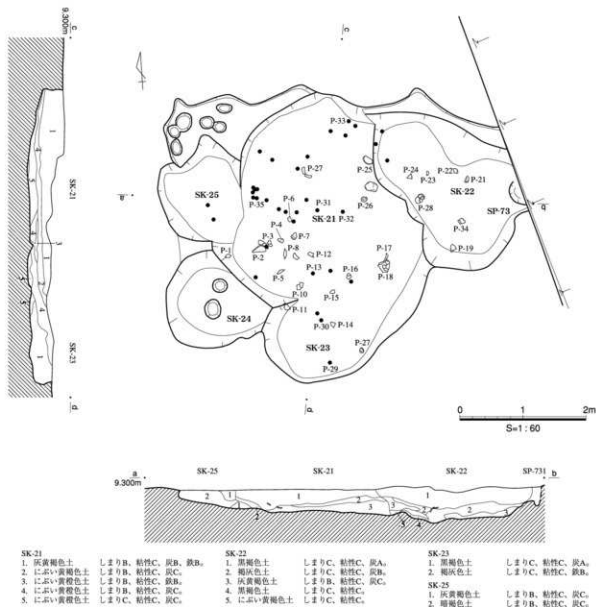 9.300m
c
SK-21
SK-23
d
1
4
3
5
2
c
P-33
P-27
P-25
P-24
P-23
P-22
P-21
SK-22
SP-73
P-28
P-26
P-34
P-19
SK-25
a
b
P-35
P-6
P-31
SK-21
P-32
P-4
P-7
P-3
P-2
P-1
P-8
P-12
P-17
P-18
P-5
P-13
P-16
P-10
P-15
P-11
SK-24
P-30
P-14
SK-23
P-27
P-29
d
0 1 2m
S=1:60
SK-25 SK-21 SK-22 SP-731
a b
9.300m
SK-21
1. 灰黄褐色土 しまりB、粘性C、炭B、鉄B。
2. にぶい黄褐色土 しまりB、粘性C、炭C。
3. にぶい黄橙色土 しまりB、粘性C、鉄B。
4. にぶい黄橙色土 しまりC、粘性C、炭C。
5. にぶい黄橙色土 しまりC、粘性C。
SK-22
1. 黒褐色土 しまりC、粘性C、炭A。
2. 褐灰色土 しまりC、粘性C、炭B。
3. 灰黄褐色土 しまりB、粘性C、炭C。
4. 黒褐色土 しまりC、粘性C。
5. にぶい黄褐色土 しまりC、粘性C。
SK-23
1. 黒褐色土 しまりC、粘性C、炭A。
2. 褐灰色土 しまりC、粘性C、鉄B。
SK-25
1. 灰黄褐色土 しまりB、粘性C、炭C。
2. 暗褐色土 しまりB、粘性C、炭C。